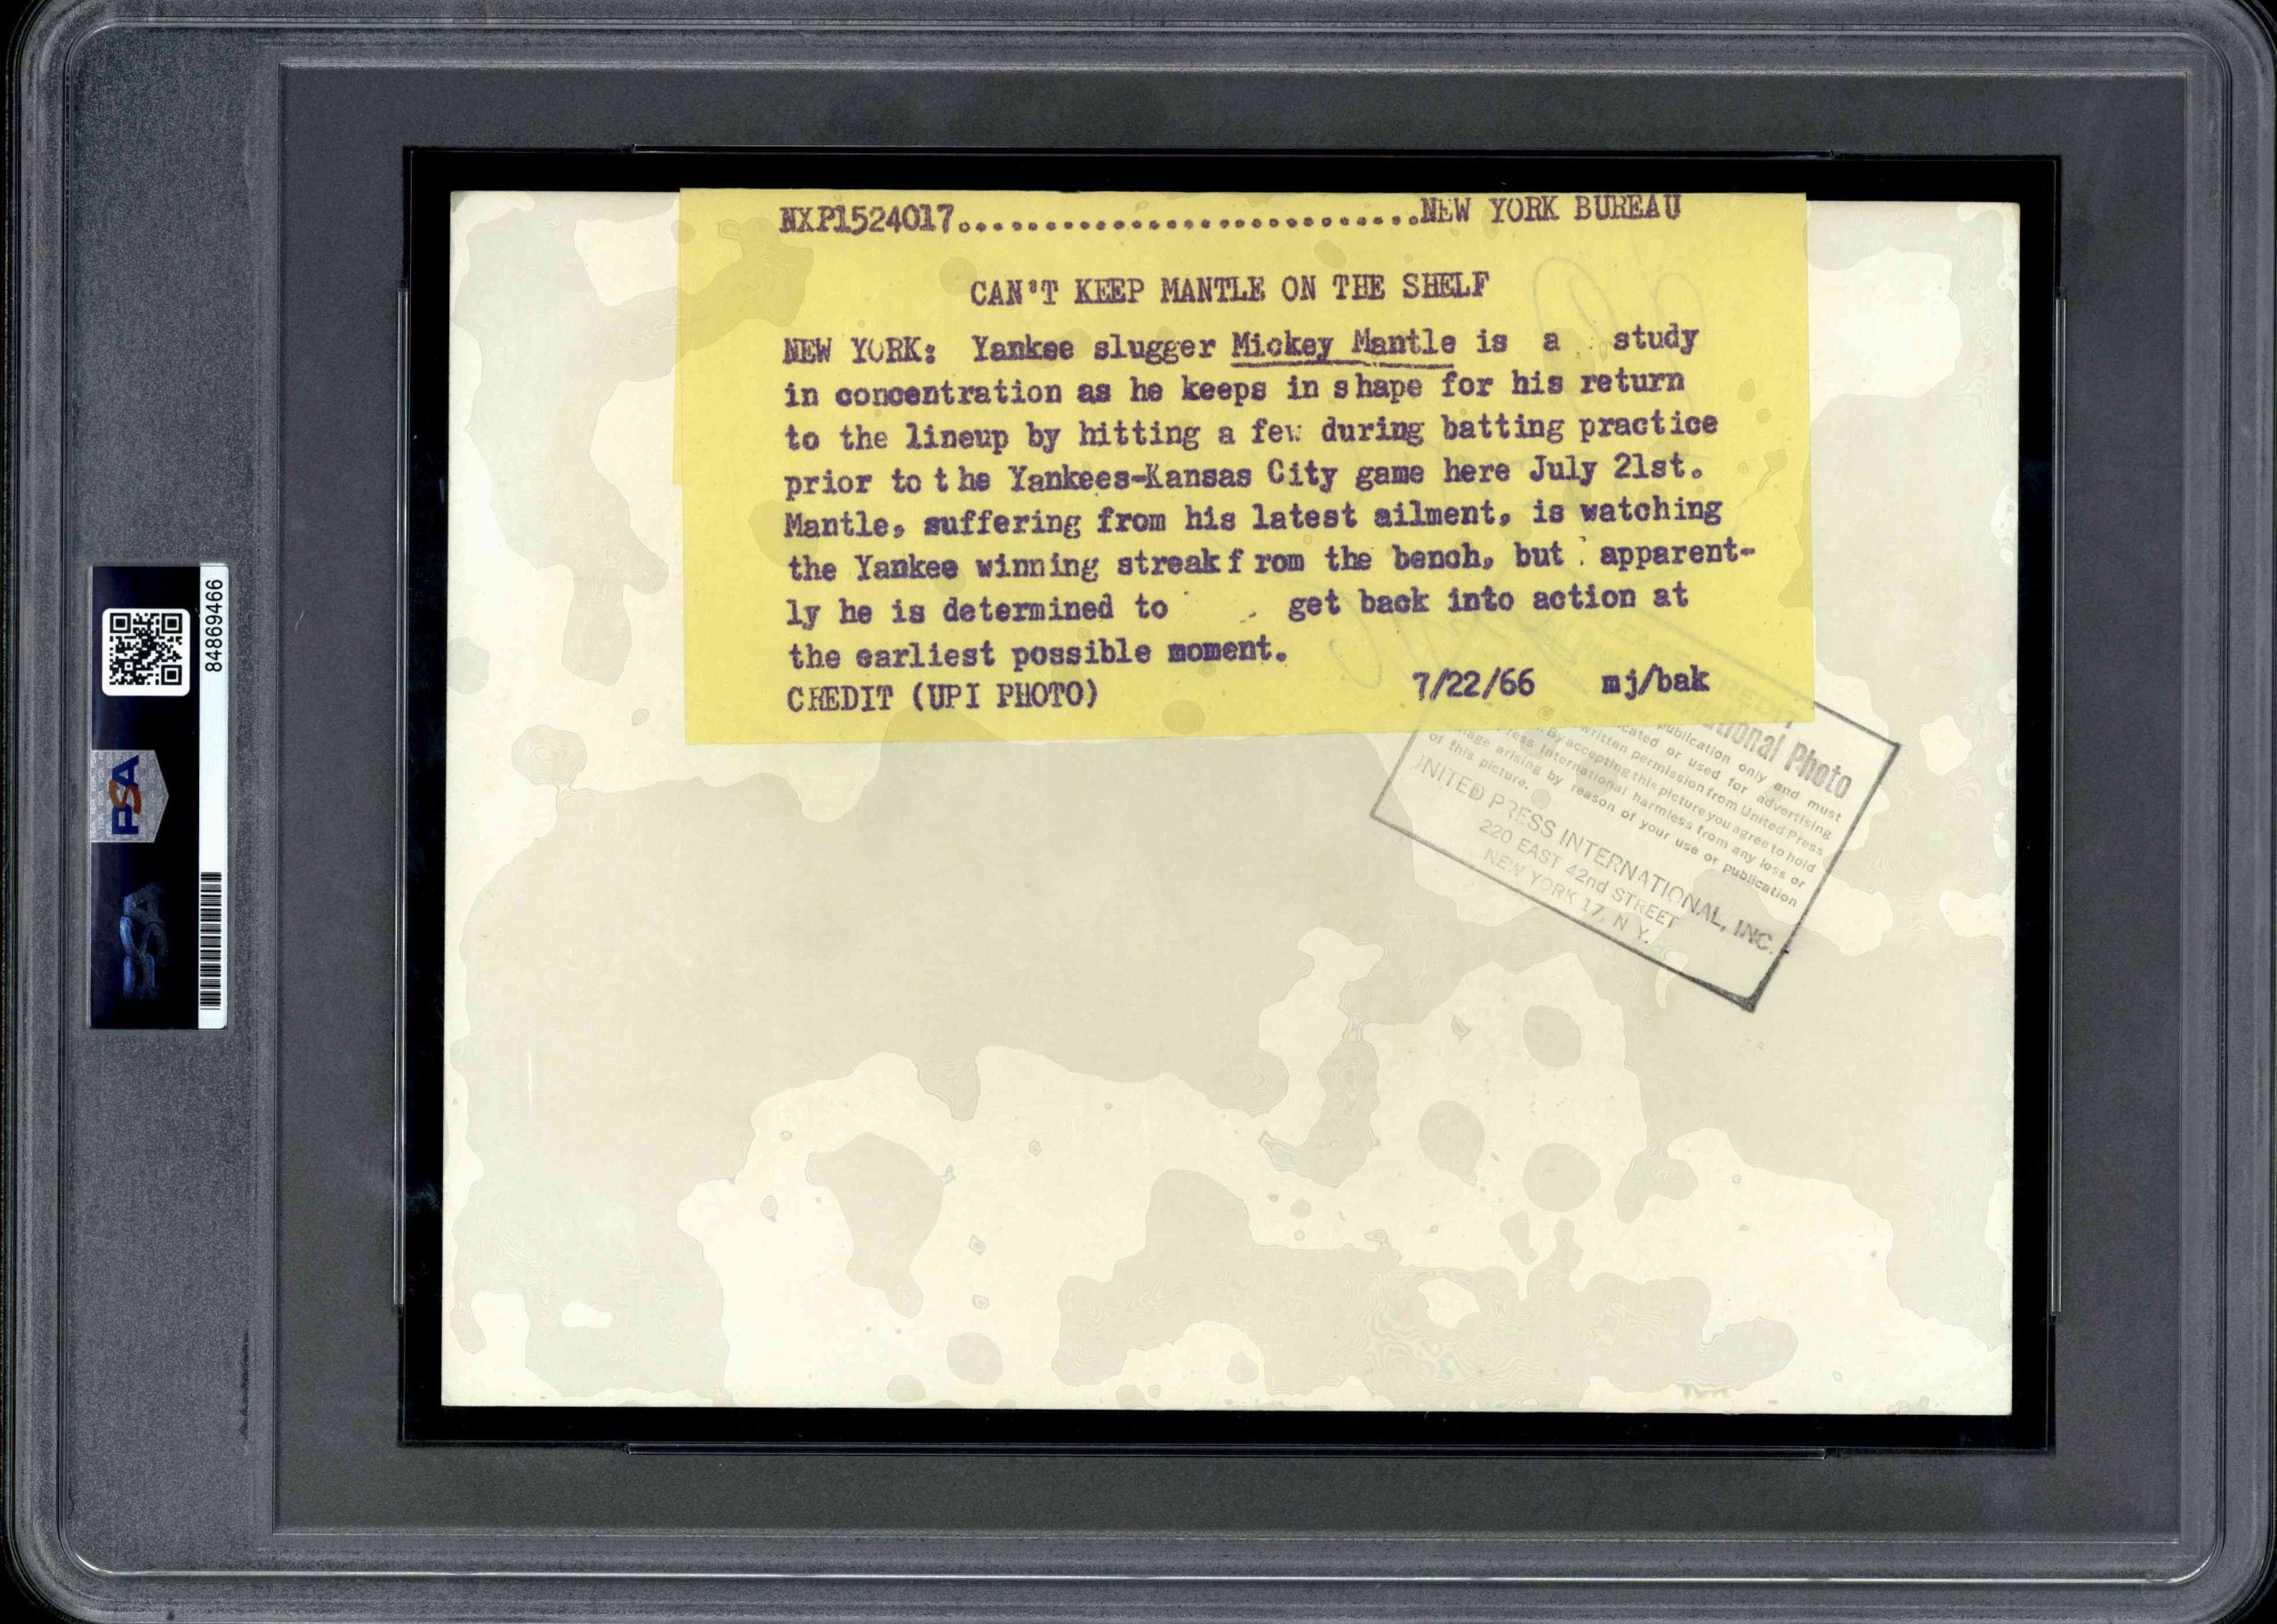 NXP1524017..............................NEW YORK BUREAU
CAN'T KEEP MANTLE ON THE SHELF
NEW YORK: Yankee slugger Mickey Mantle is a study
in concentration as he keeps in shape for his return
to the lineup by hitting a few during batting practice
prior to the Yankees-Kansas City game here July 21st.
Mantle, suffering from his latest ailment, is watching
the Yankee winning streak from the bench, but apparent-
ly he is determined to get back into action at
the earliest possible moment.
CREDIT (UPI PHOTO) 7/22/66 mj/bak
Photo
publication only and must
or used for advertising
written permission from United Press
By accepting this picture you agree to hold
International harmless from any loss or
arising by reason of your use or publication
of this picture.
UNITED PRESS INTERNATIONAL, INC.
220 EAST 42nd STREET
NEW YORK 17, N.Y.
84869466
PSA
PSA